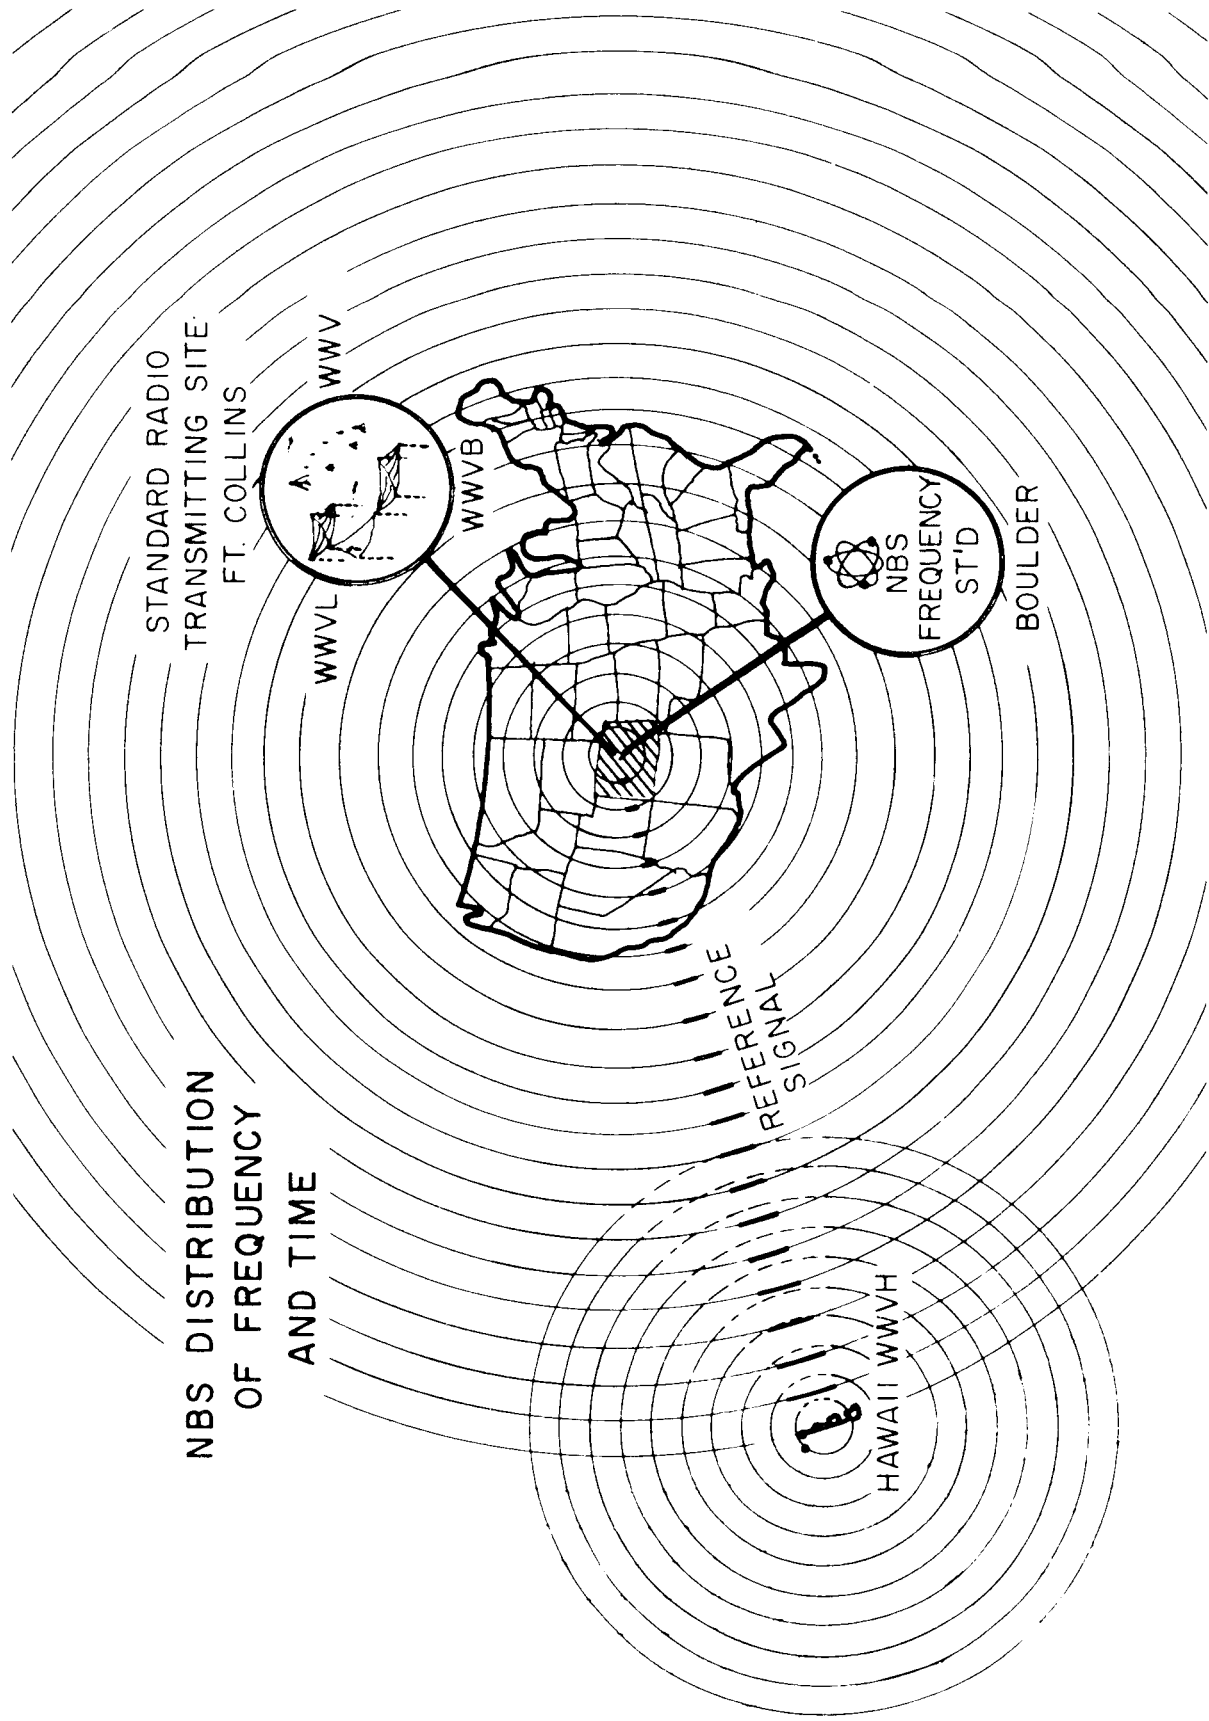 NBS DISTRIBUTION
OF FREQUENCY
AND TIME
STANDARD RADIO
TRANSMITTING SITE
FT. COLLINS
WWVL
WWV
WWVB
REFERENCE
SIGNAL
HAWAII WWVH
NBS
FREQUENCY
ST'D
BOULDER